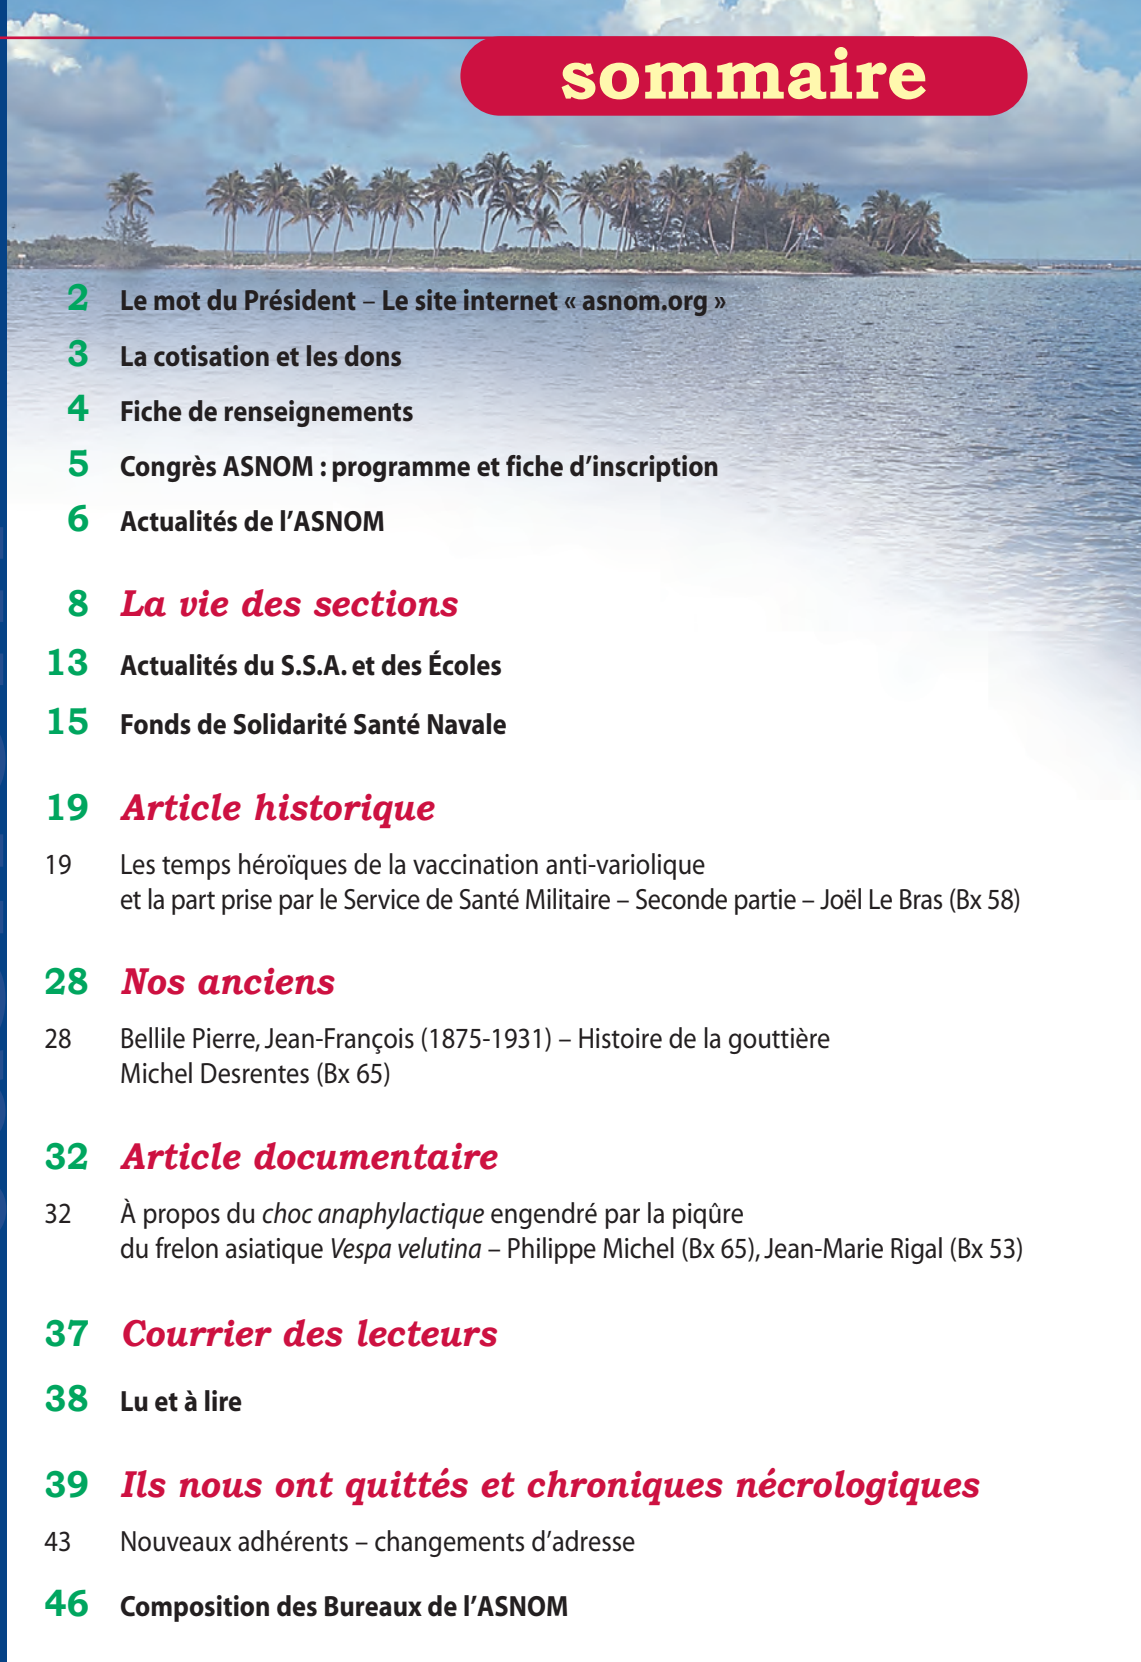 sommaire
2 Le mot du Président – Le site internet « asnom.org »
3 La cotisation et les dons
4 Fiche de renseignements
5 Congrès ASNOM : programme et fiche d’inscription
6 Actualités de l’ASNOM
8 La vie des sections
13 Actualités du S.S.A. et des Écoles
15 Fonds de Solidarité Santé Navale
19 Article historique
19 Les temps héroïques de la vaccination anti-variolique
et la part prise par le Service de Santé Militaire – Seconde partie – Joël Le Bras (Bx 58)
28 Nos anciens
28 Bellile Pierre, Jean-François (1875-1931) – Histoire de la gouttière
Michel Desrentes (Bx 65)
32 Article documentaire
32 À propos du choc anaphylactique engendré par la piqûre
du frelon asiatique Vespa velutina – Philippe Michel (Bx 65), Jean-Marie Rigal (Bx 53)
37 Courrier des lecteurs
38 Lu et à lire
39 Ils nous ont quittés et chroniques nécrologiques
43 Nouveaux adhérents – changements d’adresse
46 Composition des Bureaux de l’ASNOM